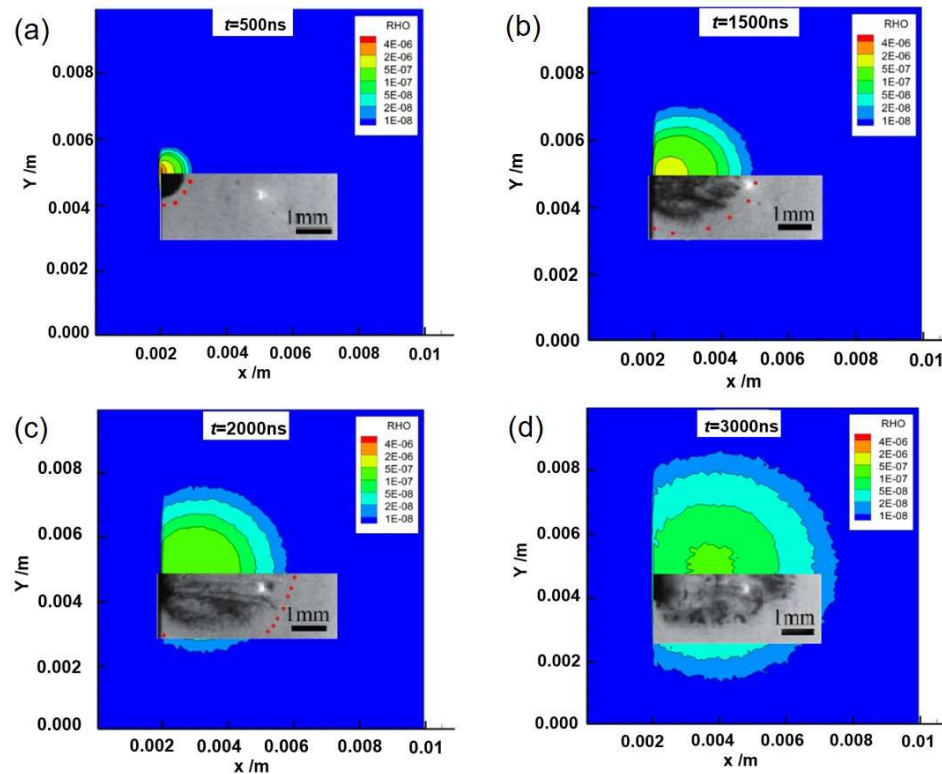 (a)
t=500ns
RHO
4E-06
2E-06
5E-07
1E-07
5E-08
2E-08
1E-08
Y /m
0.008
0.006
0.004
0.002
0.000
1mm
0.002 0.004 0.006 0.008 0.01
x /m
(b)
t=1500ns
RHO
4E-06
2E-06
5E-07
1E-07
5E-08
2E-08
1E-08
Y /m
0.008
0.006
0.004
0.002
0.000
1mm
0.002 0.004 0.006 0.008 0.01
x /m
(c)
t=2000ns
RHO
4E-06
2E-06
5E-07
1E-07
5E-08
2E-08
1E-08
Y /m
0.008
0.006
0.004
0.002
0.000
1mm
0.002 0.004 0.006 0.008 0.01
x /m
(d)
t=3000ns
RHO
4E-06
2E-06
5E-07
1E-07
5E-08
2E-08
1E-08
Y /m
0.008
0.006
0.004
0.002
0.000
1mm
0.002 0.004 0.006 0.008 0.01
x /m